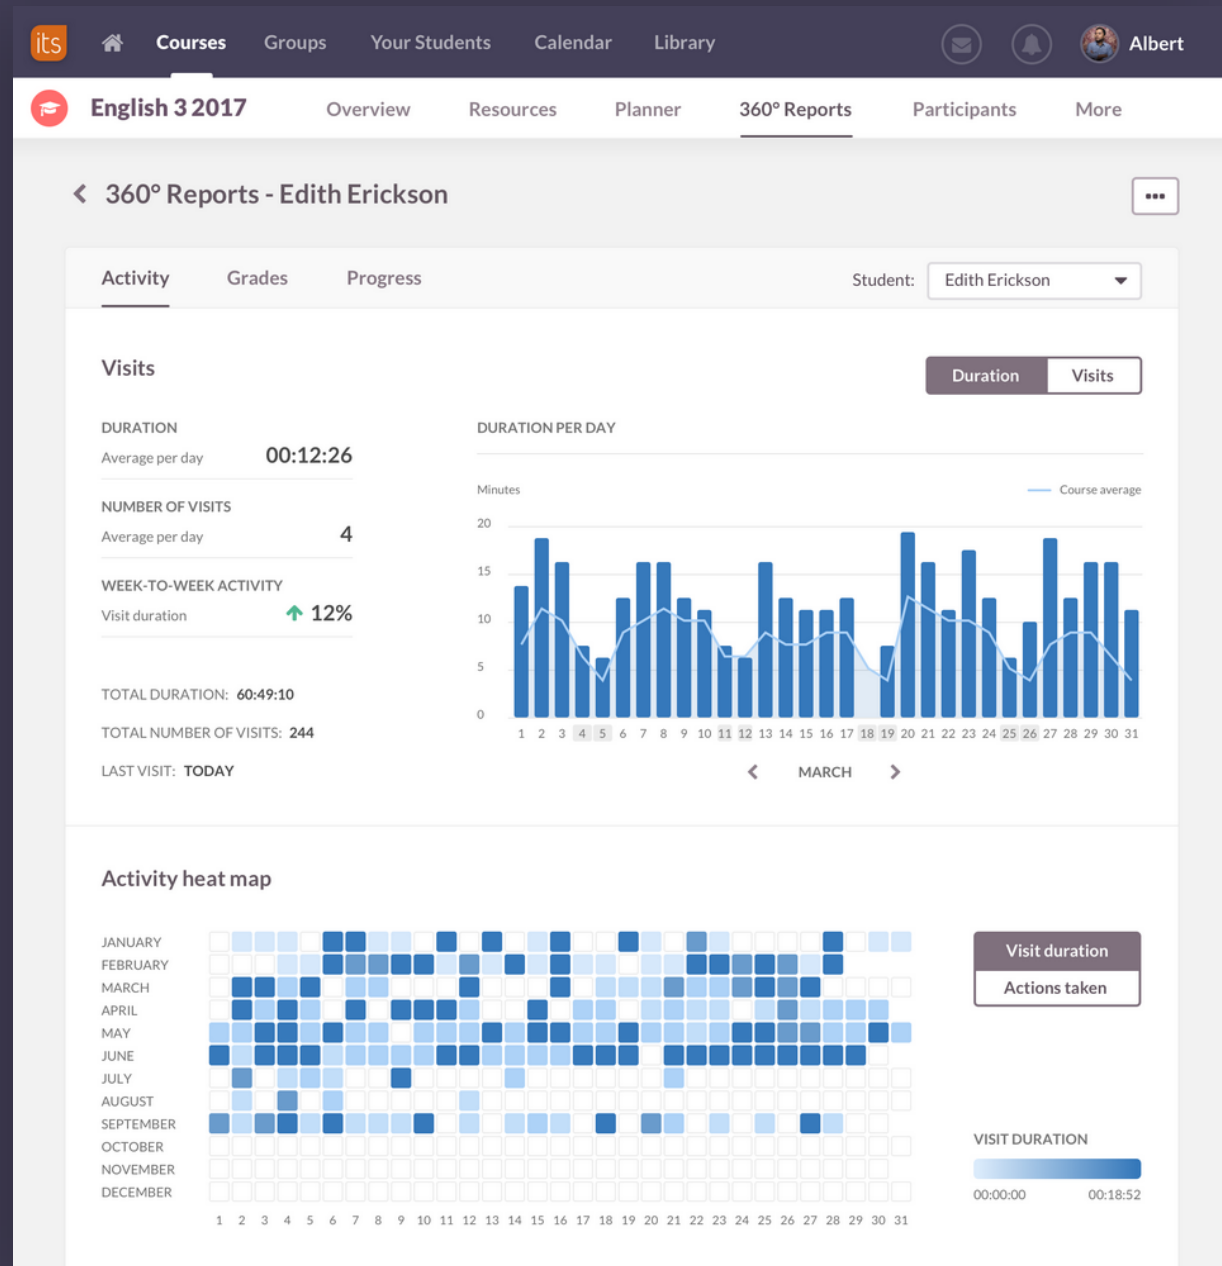 its Courses Groups Your Students Calendar Library Albert
English 3 2017 Overview Resources Planner 360° Reports Participants More
360° Reports - Edith Erickson
Activity Grades Progress Student: Edith Erickson
Visits
Duration Visits
DURATION
Average per day 00:12:26
NUMBER OF VISITS
Average per day 4
WEEK-TO-WEEK ACTIVITY
Visit duration 12%
TOTAL DURATION: 60:49:10
TOTAL NUMBER OF VISITS: 244
LAST VISIT: TODAY
DURATION PER DAY
Minutes Course average
20
15
10
5
0
1 2 3 4 5 6 7 8 9 10 11 12 13 14 15 16 17 18 19 20 21 22 23 24 25 26 27 28 29 30 31
MARCH
Activity heat map
JANUARY
FEBRUARY
MARCH
APRIL
MAY
JUNE
JULY
AUGUST
SEPTEMBER
OCTOBER
NOVEMBER
DECEMBER
1 2 3 4 5 6 7 8 9 10 11 12 13 14 15 16 17 18 19 20 21 22 23 24 25 26 27 28 29 30 31
Visit duration
Actions taken
VISIT DURATION
00:00:00 00:18:52